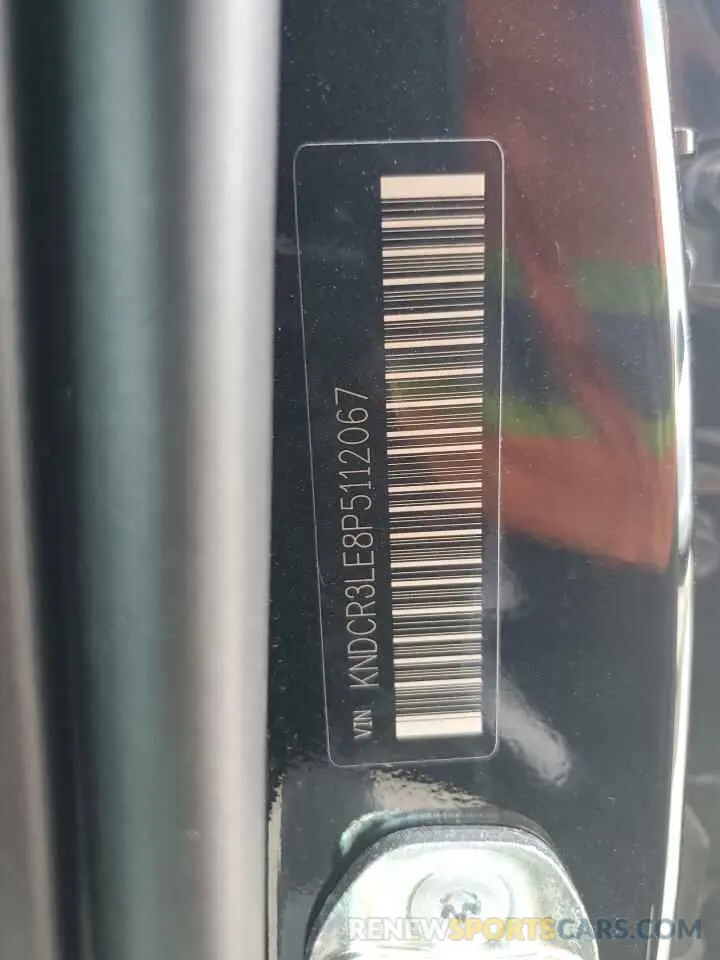 VIN KNDCR3LE8P5112067
RENEWSPORTSCARS.COM